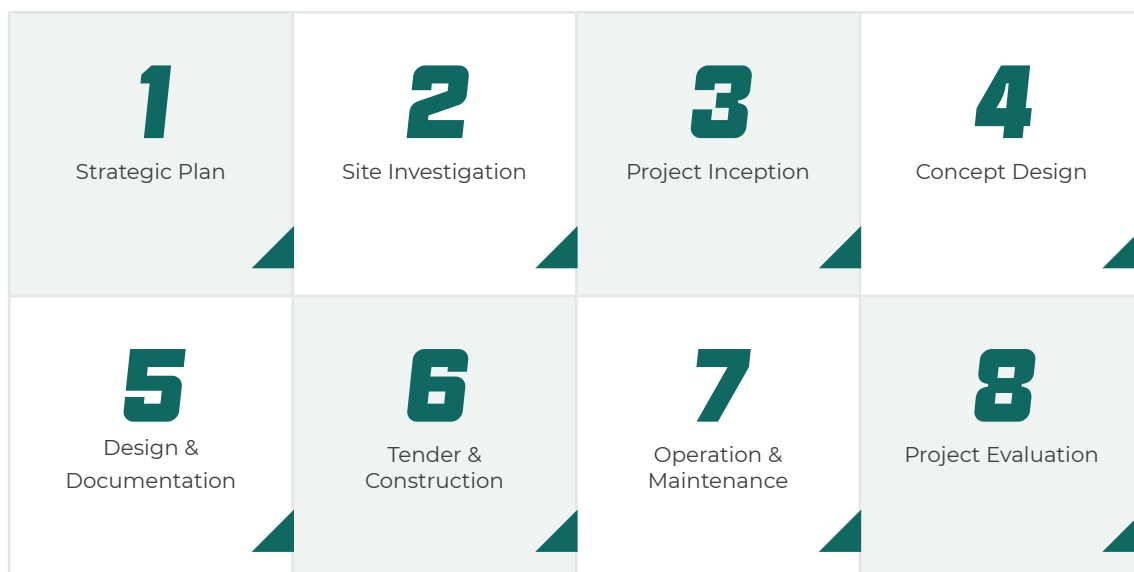 1
2
3
4
Strategic Plan
Site Investigation
Project Inception
Concept Design
5
6
7
8
Design &
Documentation
Tender &
Construction
Operation &
Maintenance
Project Evaluation